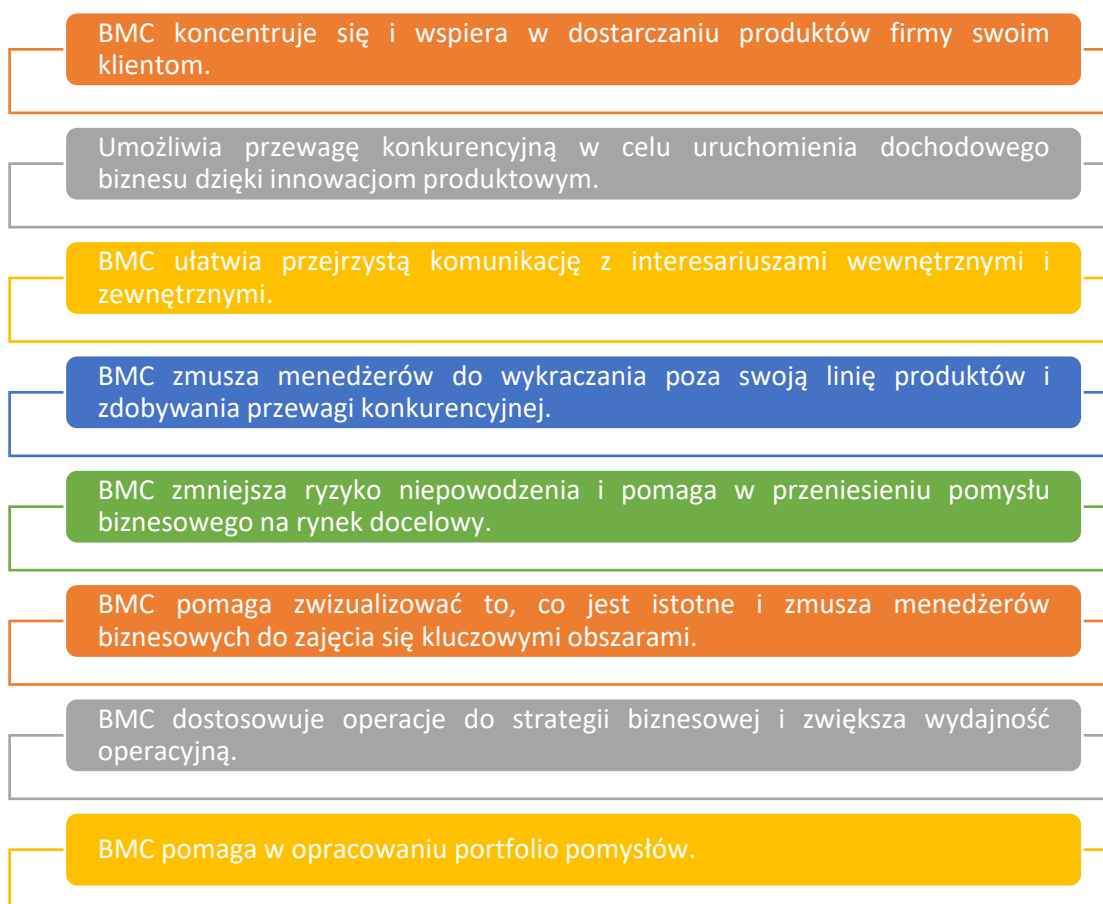 BMC koncentruje się i wspiera w dostarczaniu produktów firmy swoim
klientom.
Umożliwia przewagę konkurencyjną w celu uruchomienia dochodowego
biznesu dzięki innowacjom produktowym.
BMC ułatwia przejrzystą komunikację z interesariuszami wewnętrznymi i
zewnętrznymi.
BMC zmusza menedżerów do wykraczania poza swoją linię produktów i
zdobywania przewagi konkurencyjnej.
BMC zmniejsza ryzyko niepowodzenia i pomaga w przeniesieniu pomysłu
biznesowego na rynek docelowy.
BMC pomaga zwizualizować to, co jest istotne i zmusza menedżerów
biznesowych do zajęcia się kluczowymi obszarami.
BMC dostosowuje operacje do strategii biznesowej i zwiększa wydajność
operacyjną.
BMC pomaga w opracowaniu portfolio pomysłów.